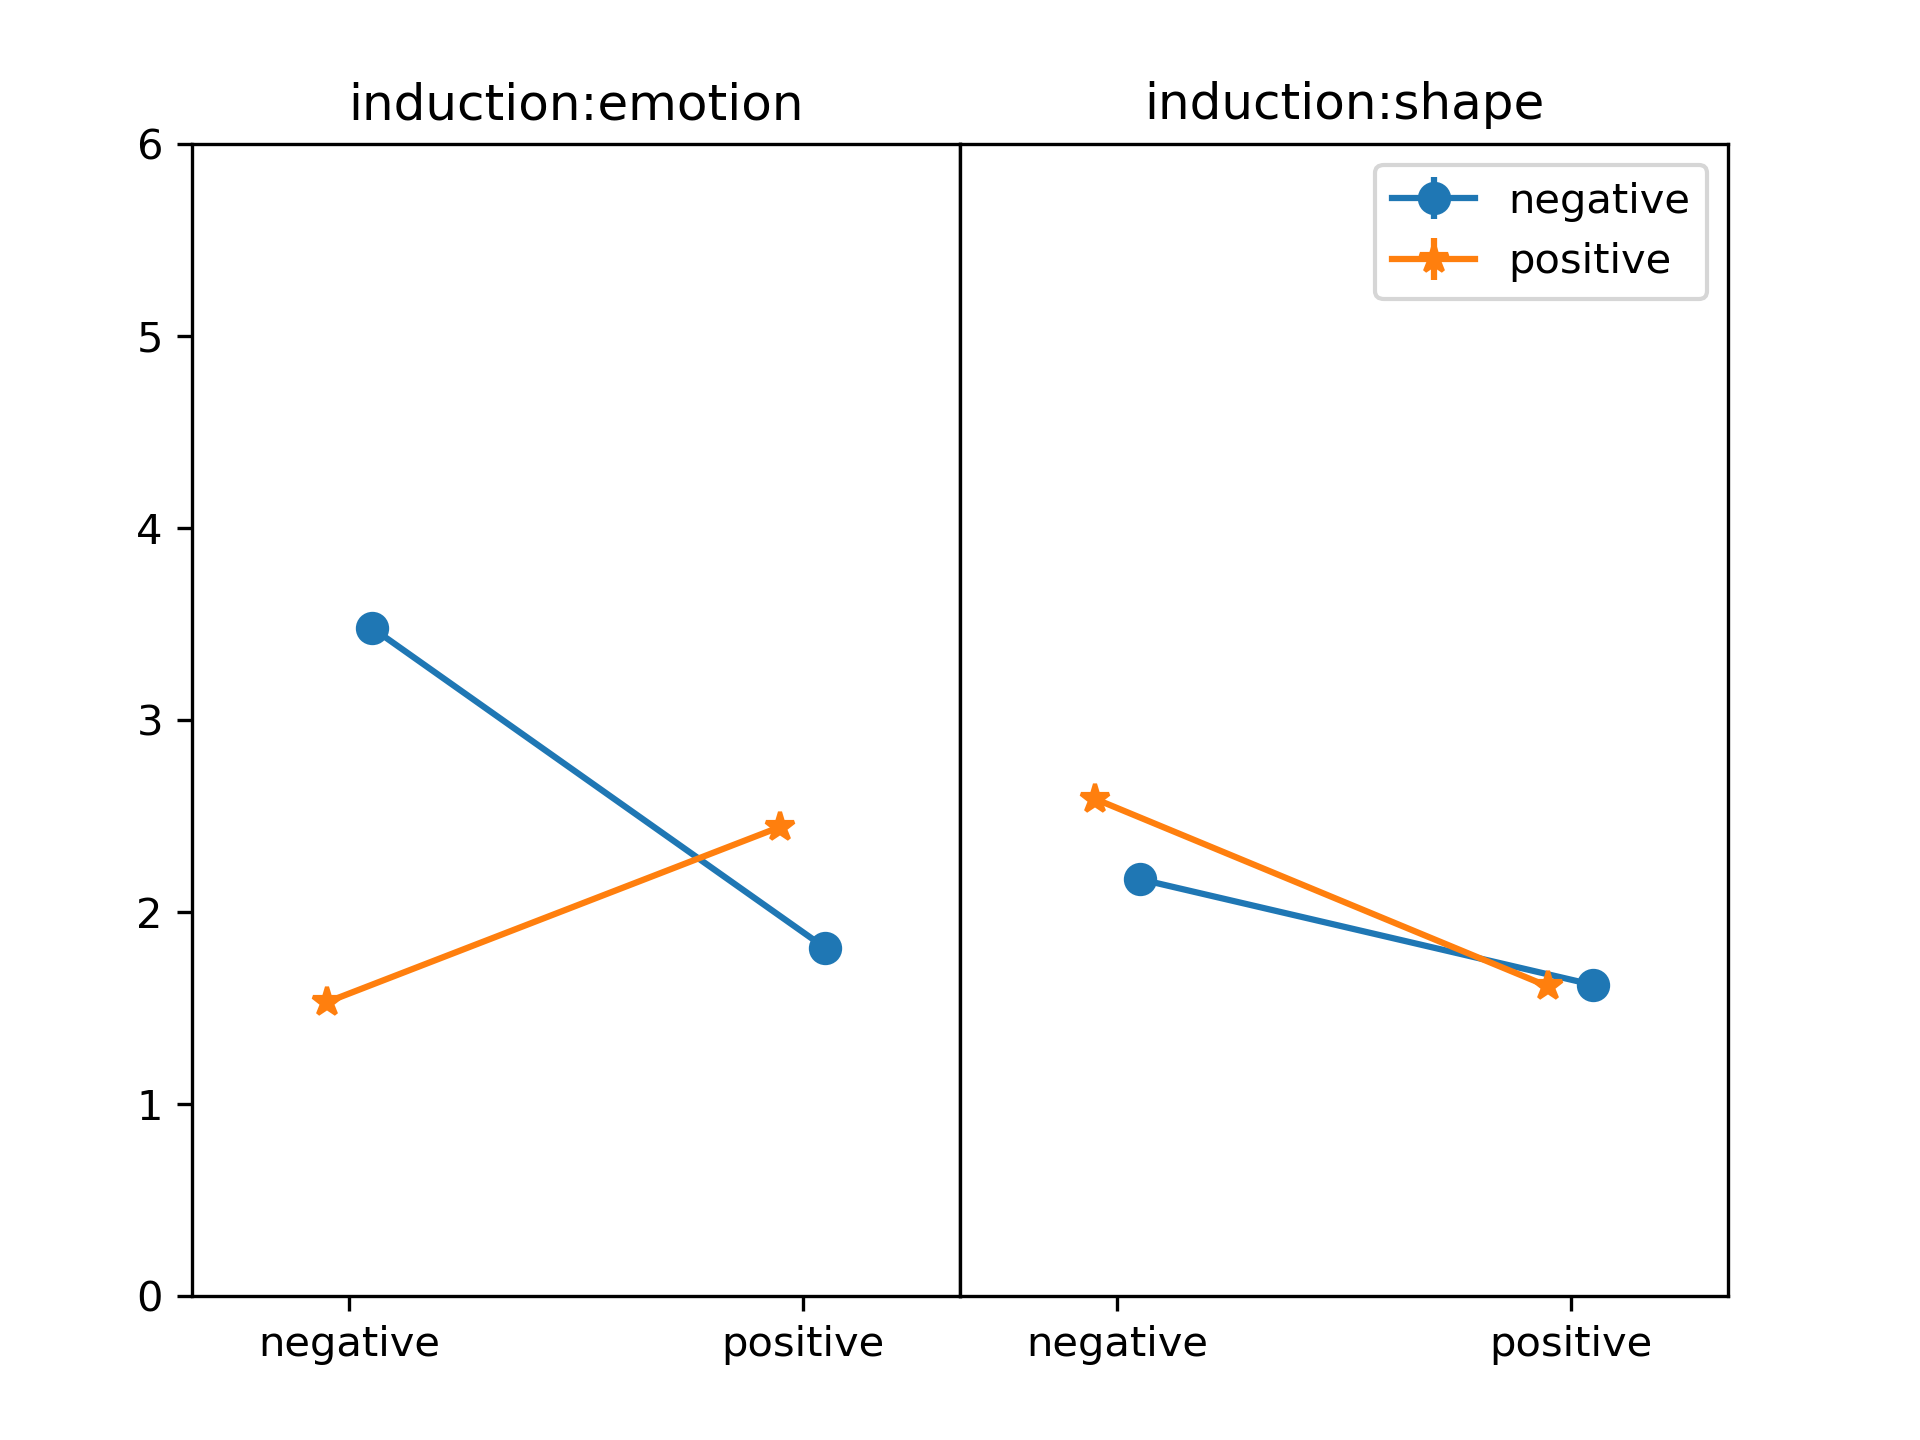 induction:emotion
induction:shape
6
5
4
3
2
1
0
negative
positive
negative
positive
negative
positive